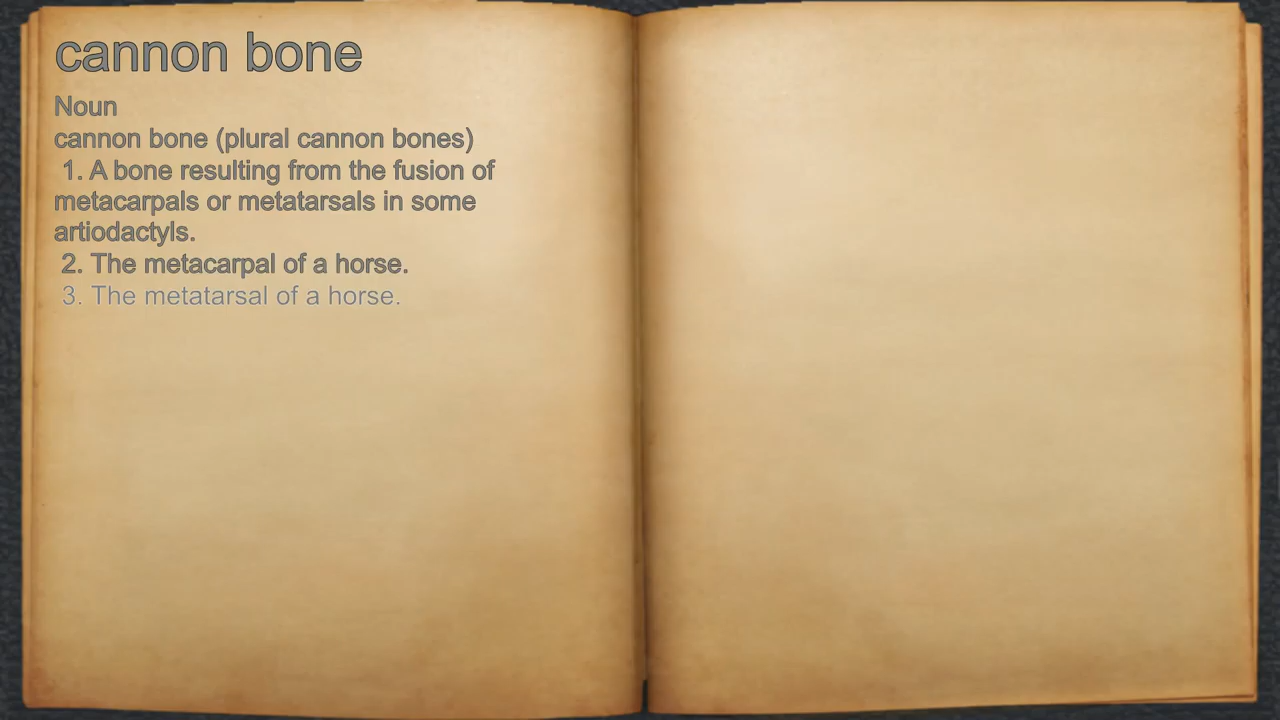 cannon bone
Noun
cannon bone (plural cannon bones)
1. A bone resulting from the fusion of
metacarpals or metatarsals in some
artiodactyls.
2. The metacarpal of a horse.
3. The metatarsal of a horse.